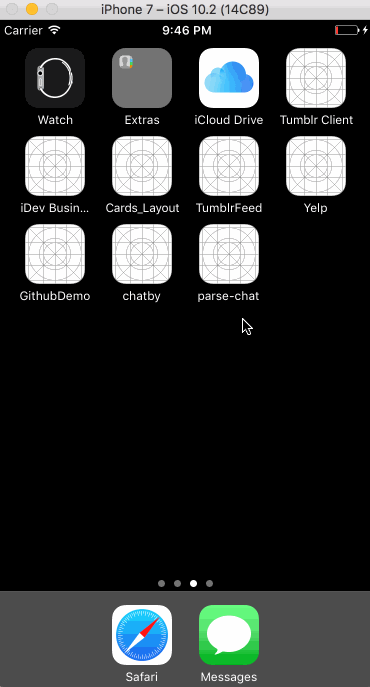 iPhone 7 – iOS 10.2 (14C89)
Carrier 9:46 PM
Watch Extras iCloud Drive Tumblr Client
iDev Busin... Cards_Layout TumblrFeed Yelp
GithubDemo chatby parse-chat
Safari Messages